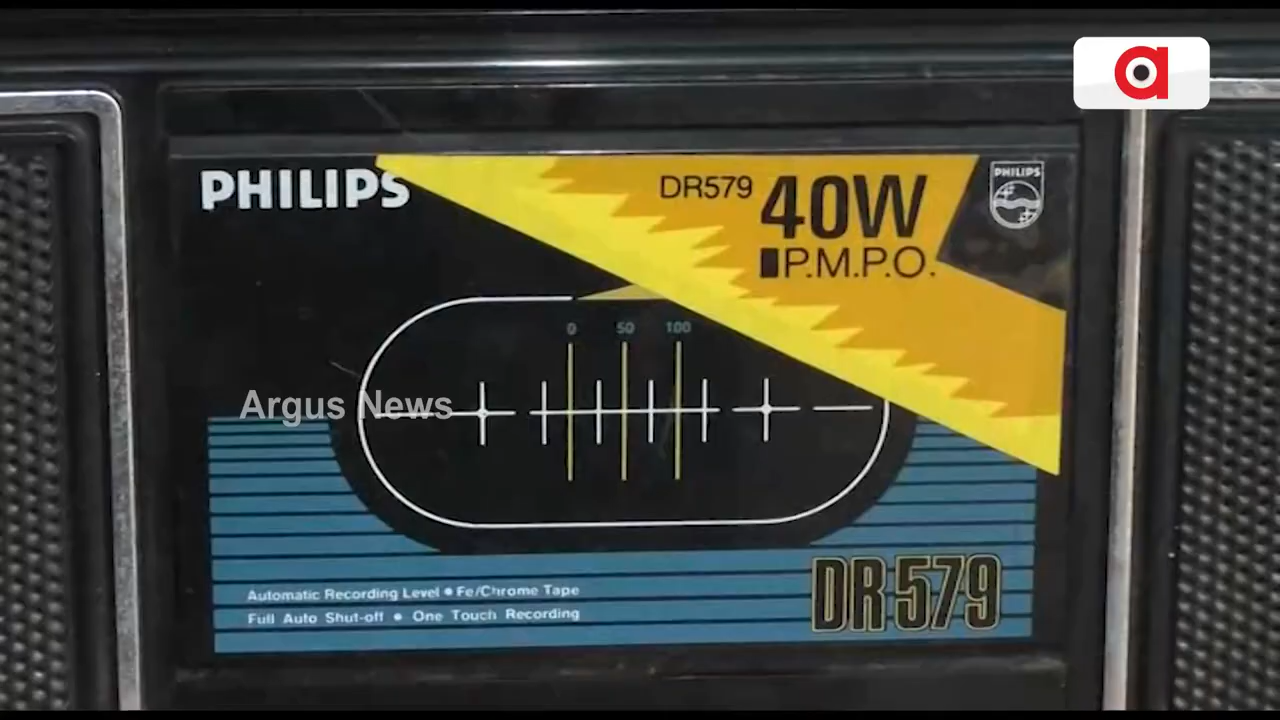 PHILIPS
DR579 40W
P.M.P.O.
PHILIPS
0 50 100
Argus News
Automatic Recording Level • Fe/Chrome Tape
Full Auto Shut-off • One Touch Recording
DR579
a